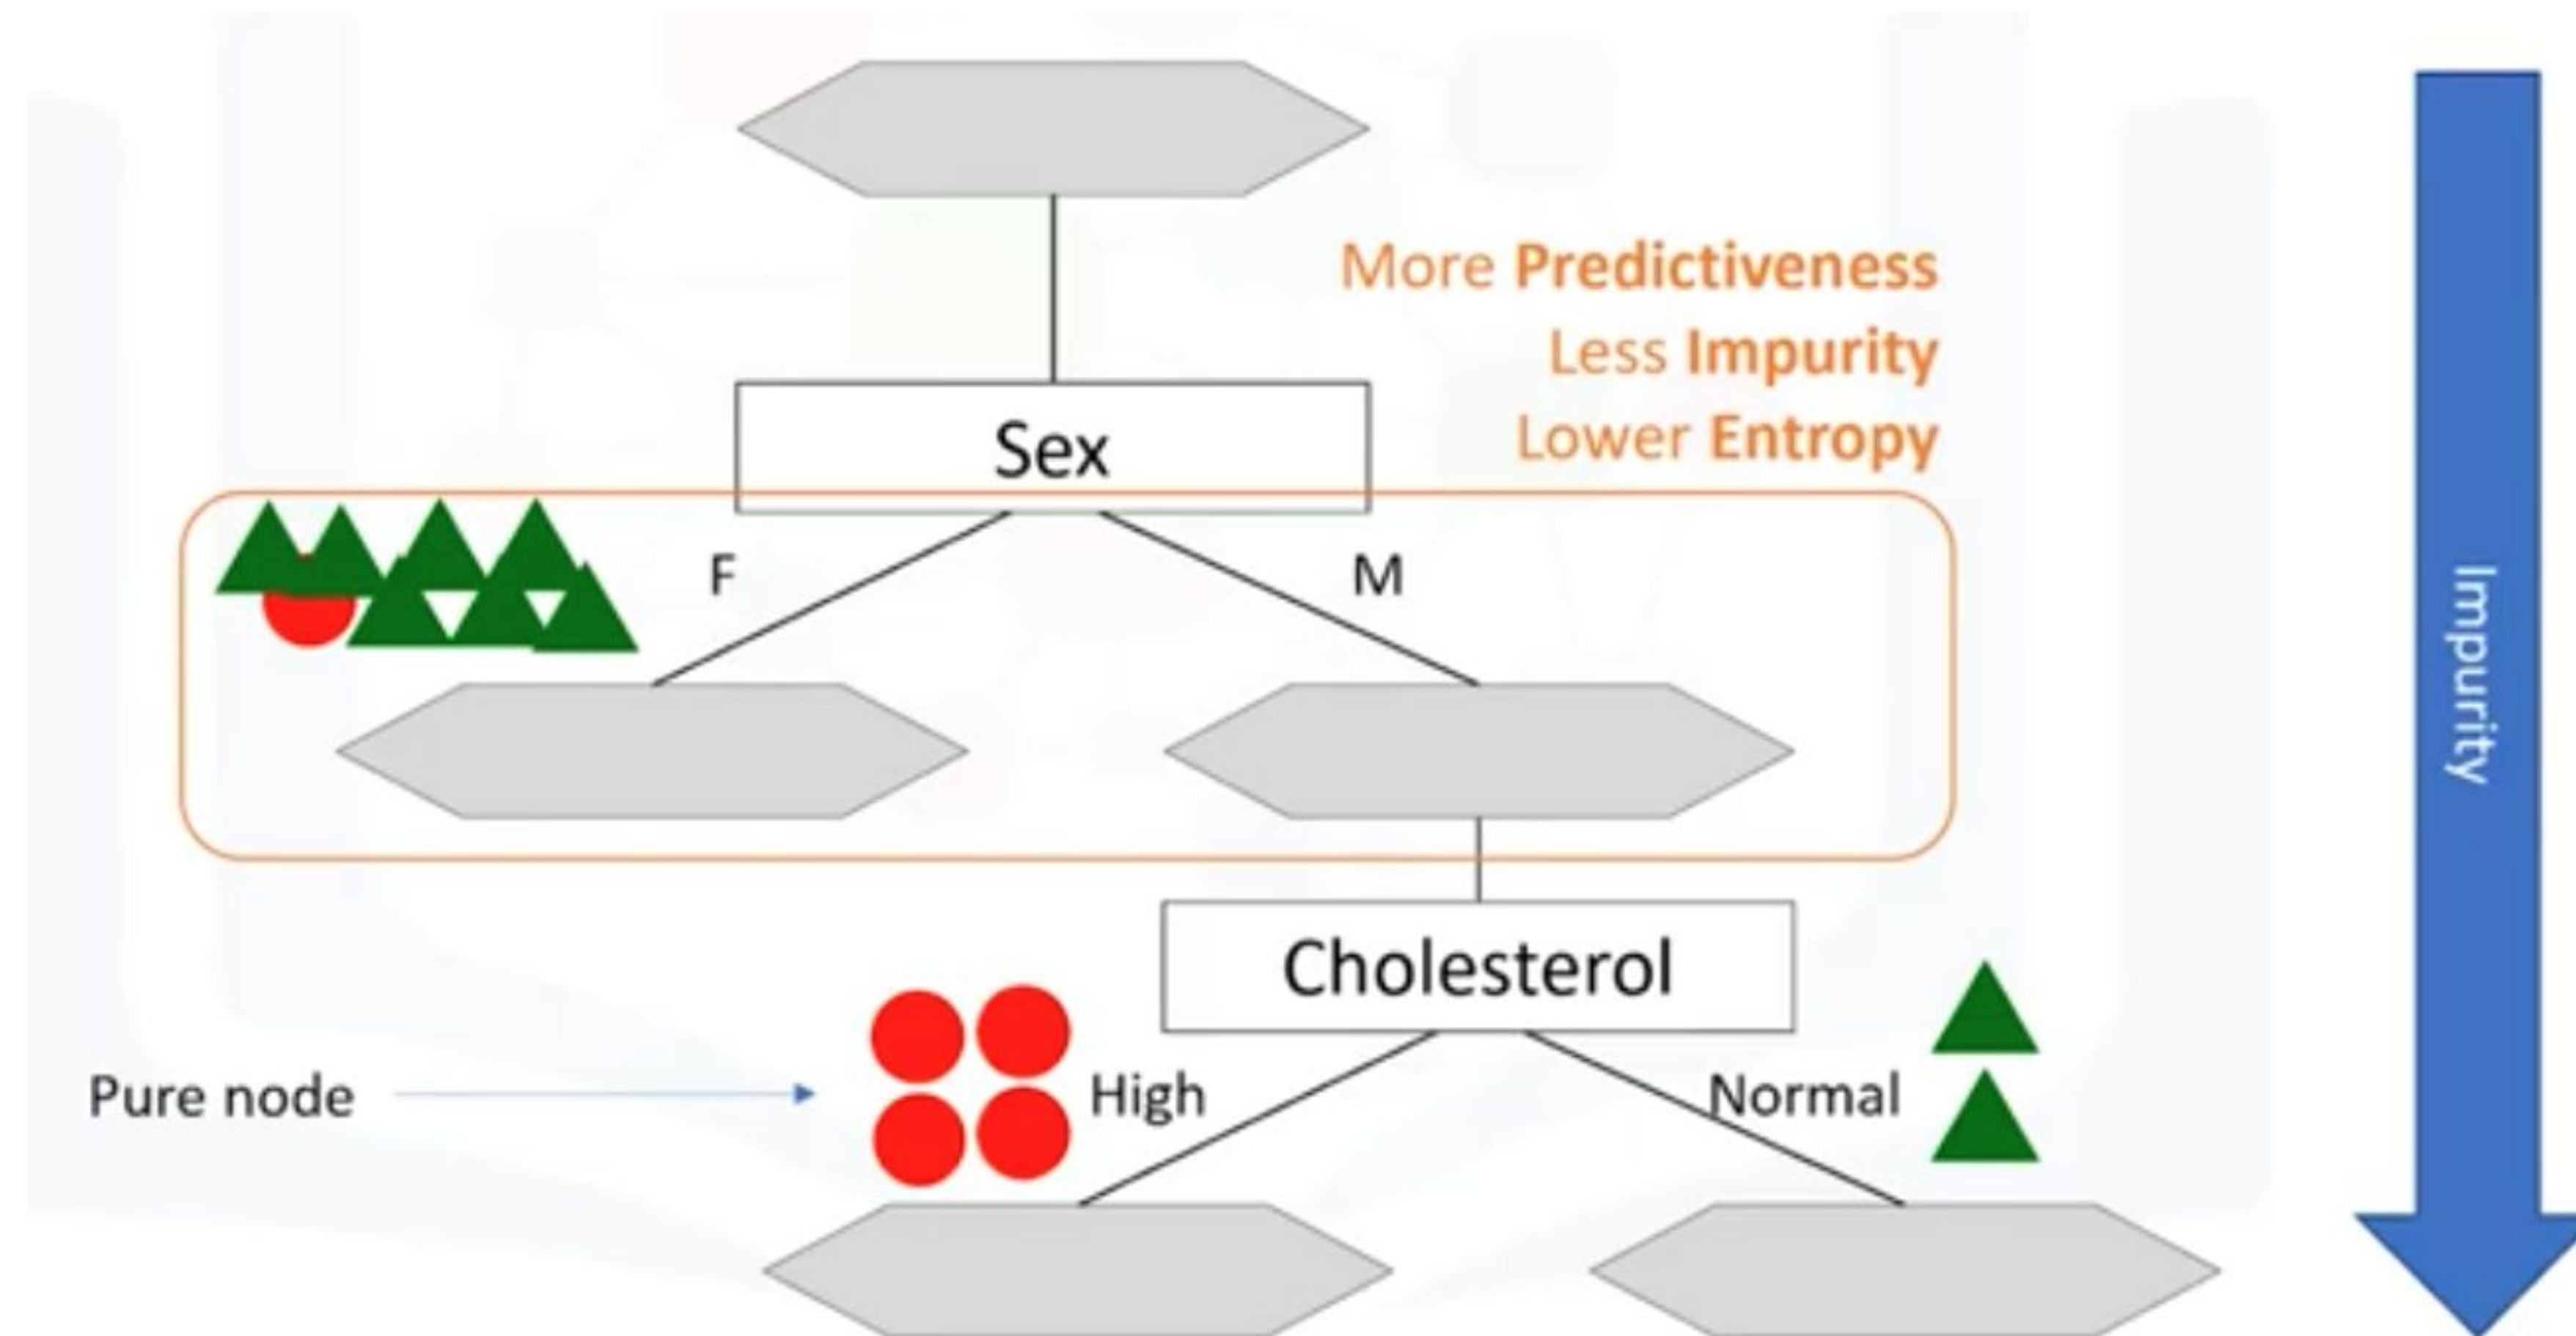 More Predictiveness
Less Impurity
Lower Entropy
Sex
F
M
Impurity
Cholesterol
Pure node
High
Normal